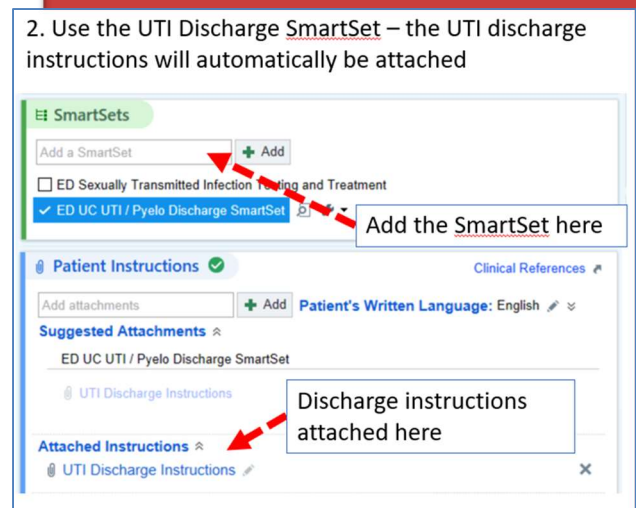 2. Use the UTI Discharge SmartSet – the UTI discharge
instructions will automatically be attached
SmartSets
Add a SmartSet
Add
ED Sexually Transmitted Infection Testing and Treatment
ED UC UTI / Pyelo Discharge SmartSet
Add the SmartSet here
Patient Instructions
Clinical References
Add attachments
Add
Patient's Written Language: English
Suggested Attachments
ED UC UTI / Pyelo Discharge SmartSet
UTI Discharge Instructions
Discharge instructions
attached here
Attached Instructions
UTI Discharge Instructions